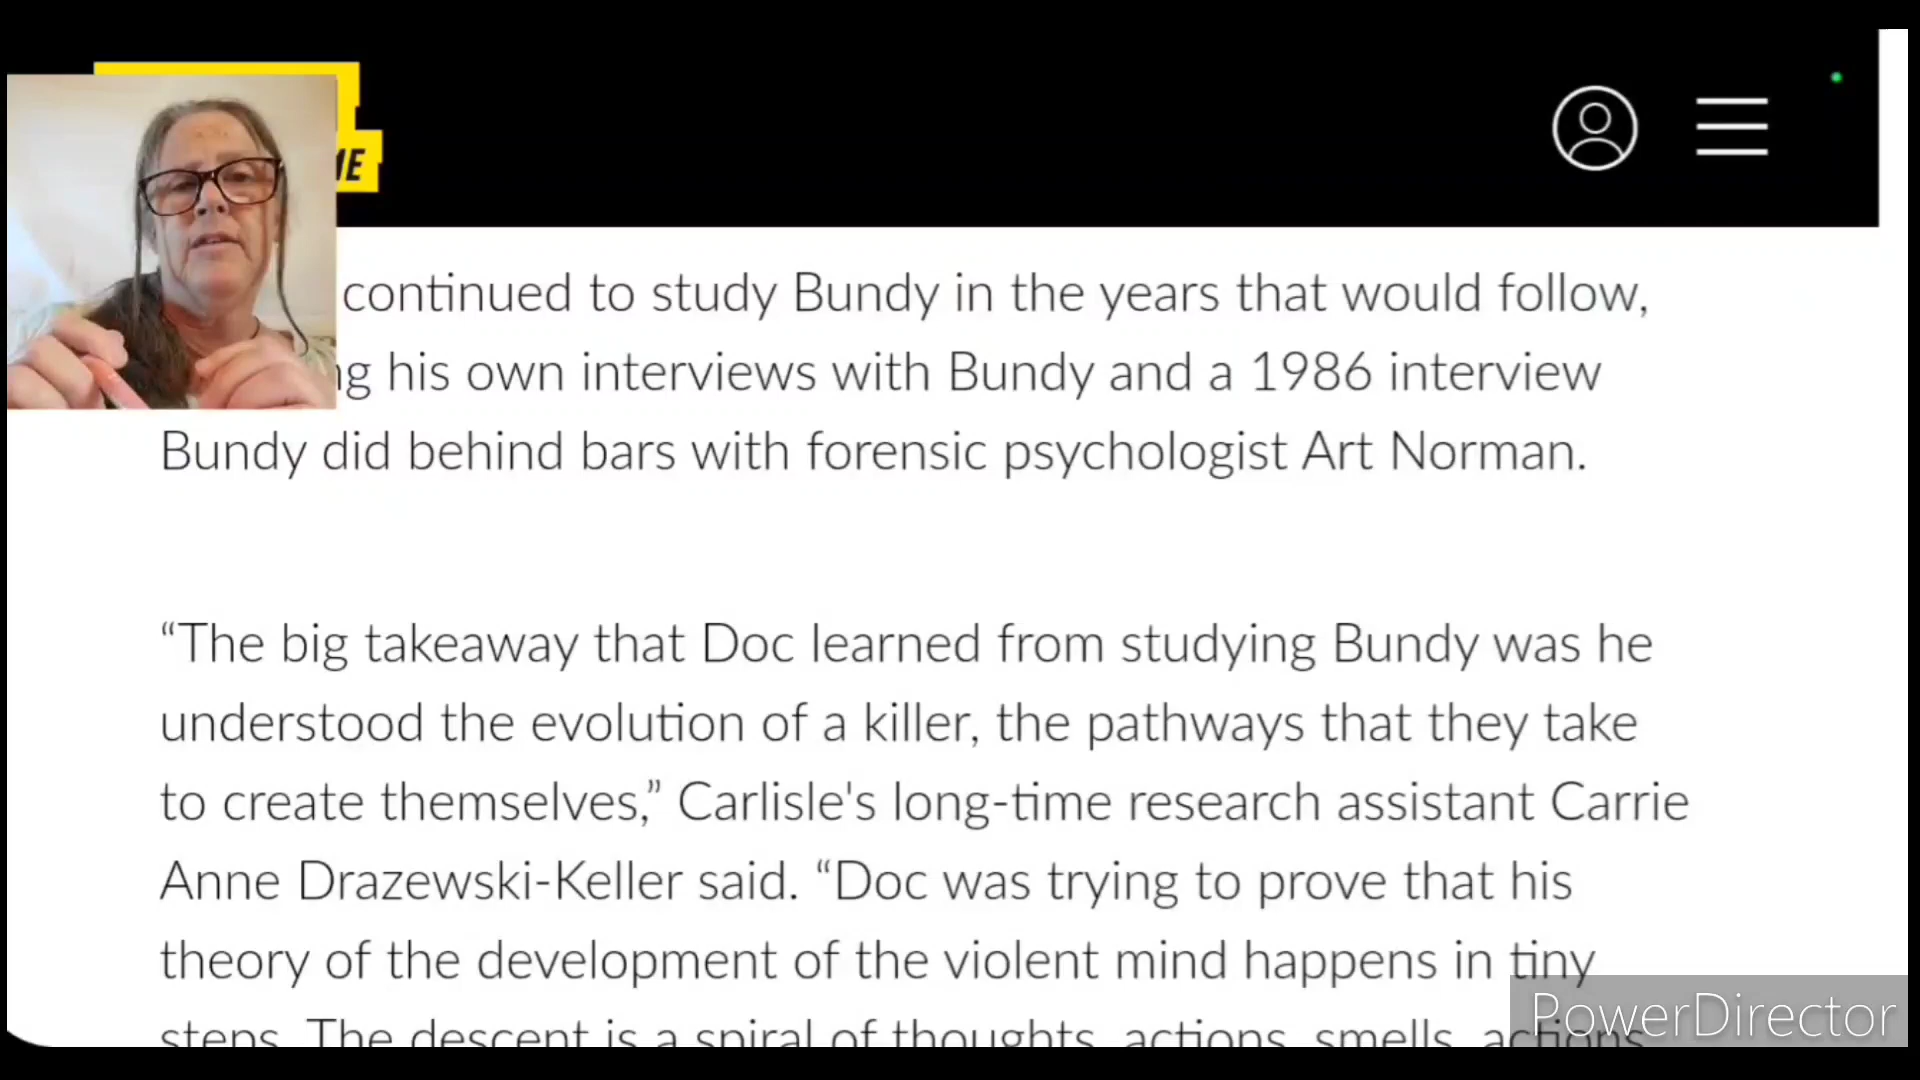 continued to study Bundy in the years that would follow,
his own interviews with Bundy and a 1986 interview
Bundy did behind bars with forensic psychologist Art Norman.
“The big takeaway that Doc learned from studying Bundy was he
understood the evolution of a killer, the pathways that they take
to create themselves,” Carlisle's long-time research assistant Carrie
Anne Drazewski-Keller said. “Doc was trying to prove that his
theory of the development of the violent mind happens in tiny
steps. The descent is a spiral of thoughts, actions, smells, actions
PowerDirector